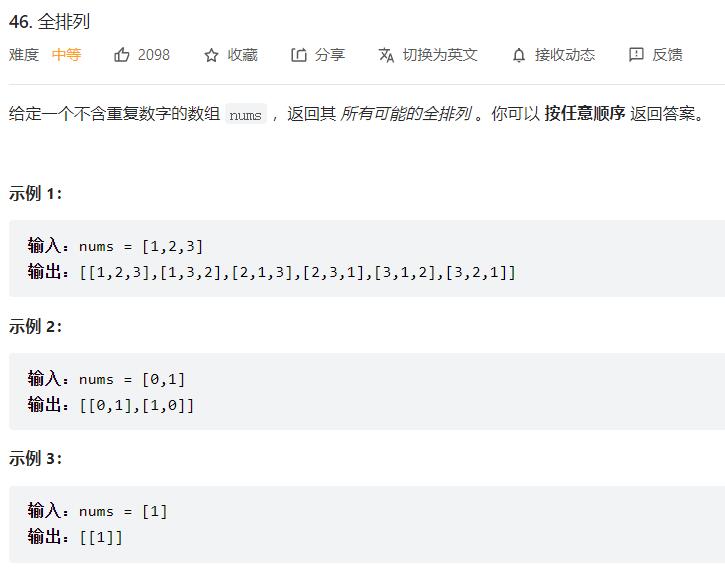 46. 全排列
难度 中等 2098 收藏 分享 切换为英文 接收动态 反馈
给定一个不含重复数字的数组 nums ，返回其 所有可能的全排列 。你可以 按任意顺序 返回答案。
示例 1：
输入：nums = [1,2,3]
输出：[[1,2,3],[1,3,2],[2,1,3],[2,3,1],[3,1,2],[3,2,1]]
示例 2：
输入：nums = [0,1]
输出：[[0,1],[1,0]]
示例 3：
输入：nums = [1]
输出：[[1]]